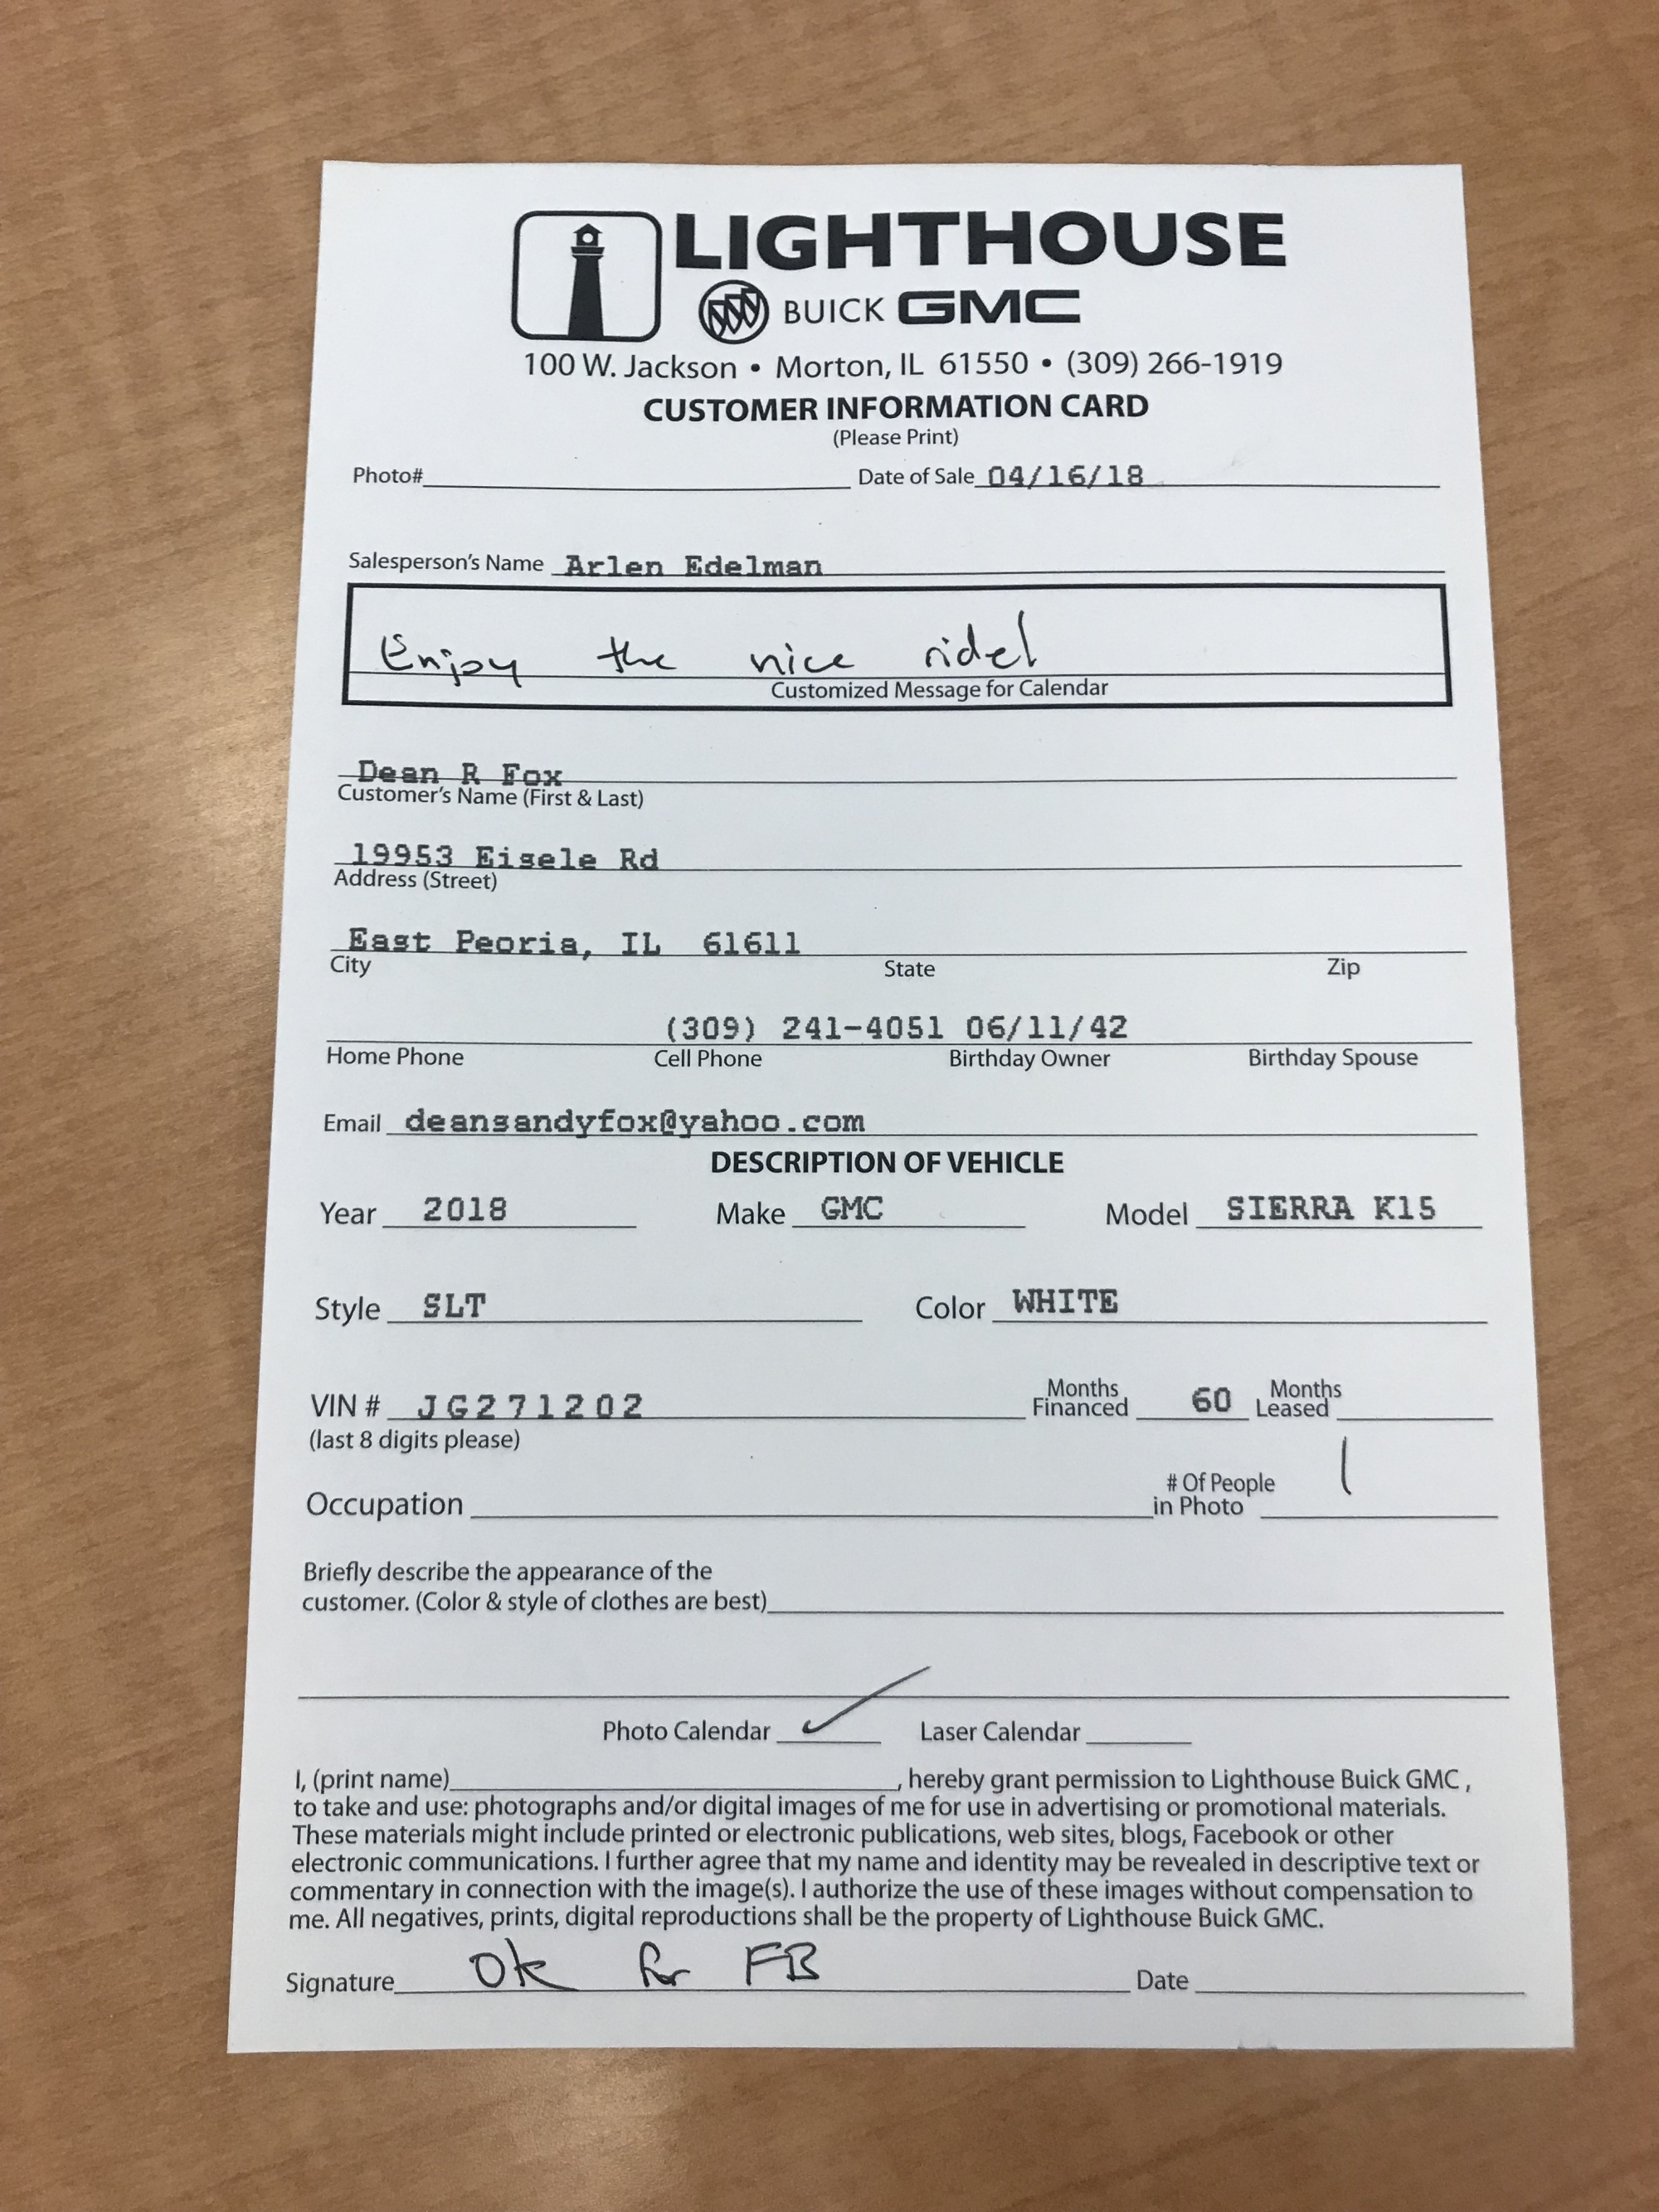 LIGHTHOUSE
BUICK GMC
100 W. Jackson • Morton, IL 61550 • (309) 266-1919
CUSTOMER INFORMATION CARD
(Please Print)
Photo# Date of Sale 04/16/18
Salesperson's Name Arlen Edelman
Enjoy the nice ride!
Customized Message for Calendar
Dean R Fox
Customer's Name (First & Last)
19953 Eisele Rd
Address (Street)
East Peoria, IL 61611
City State Zip
(309) 241-4051 06/11/42
Home Phone Cell Phone Birthday Owner Birthday Spouse
Email deansandyfox@yahoo.com
DESCRIPTION OF VEHICLE
Year 2018 Make GMC Model SIERRA K15
Style SLT Color WHITE
VIN # JG271202 Months Financed 60 Months Leased
(last 8 digits please)
Occupation # Of People in Photo 1
Briefly describe the appearance of the
customer. (Color & style of clothes are best)
Photo Calendar ✓ Laser Calendar
I, (print name) , hereby grant permission to Lighthouse Buick GMC ,
to take and use: photographs and/or digital images of me for use in advertising or promotional materials.
These materials might include printed or electronic publications, web sites, blogs, Facebook or other
electronic communications. I further agree that my name and identity may be revealed in descriptive text or
commentary in connection with the image(s). I authorize the use of these images without compensation to
me. All negatives, prints, digital reproductions shall be the property of Lighthouse Buick GMC.
Signature Ok for FB Date